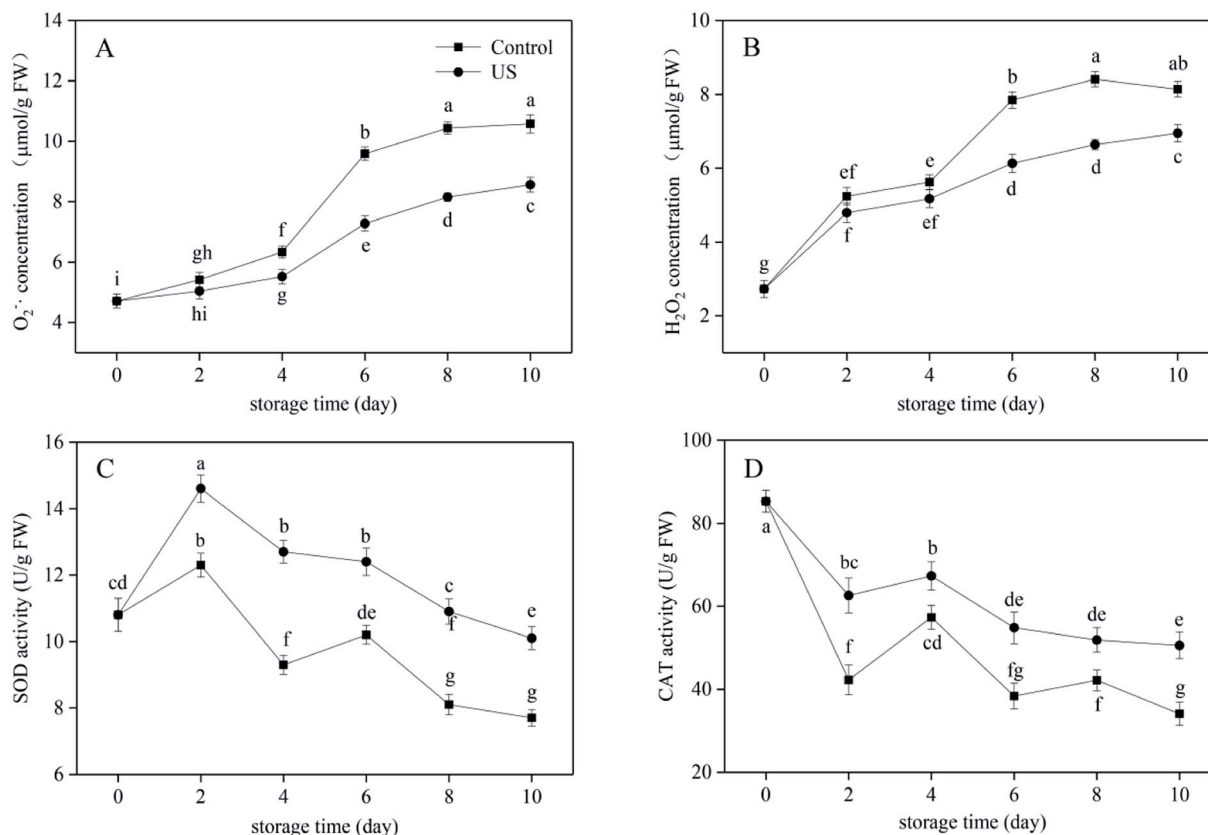 A
Control
US
O₂⁻· concentration (μmol/g FW)
14
12
10
8
6
4
i
gh
hi
f
g
b
e
a
d
a
c
0 2 4 6 8 10
storage time (day)
B
H₂O₂ concentration (μmol/g FW)
10
8
6
4
2
g
ef
f
e
ef
b
d
a
d
ab
c
0 2 4 6 8 10
storage time (day)
C
SOD activity (U/g FW)
16
14
12
10
8
6
cd
a
b
b
f
b
de
c
f
g
e
g
0 2 4 6 8 10
storage time (day)
D
CAT activity (U/g FW)
100
80
60
40
20
a
bc
f
b
cd
de
fg
de
f
e
g
0 2 4 6 8 10
storage time (day)